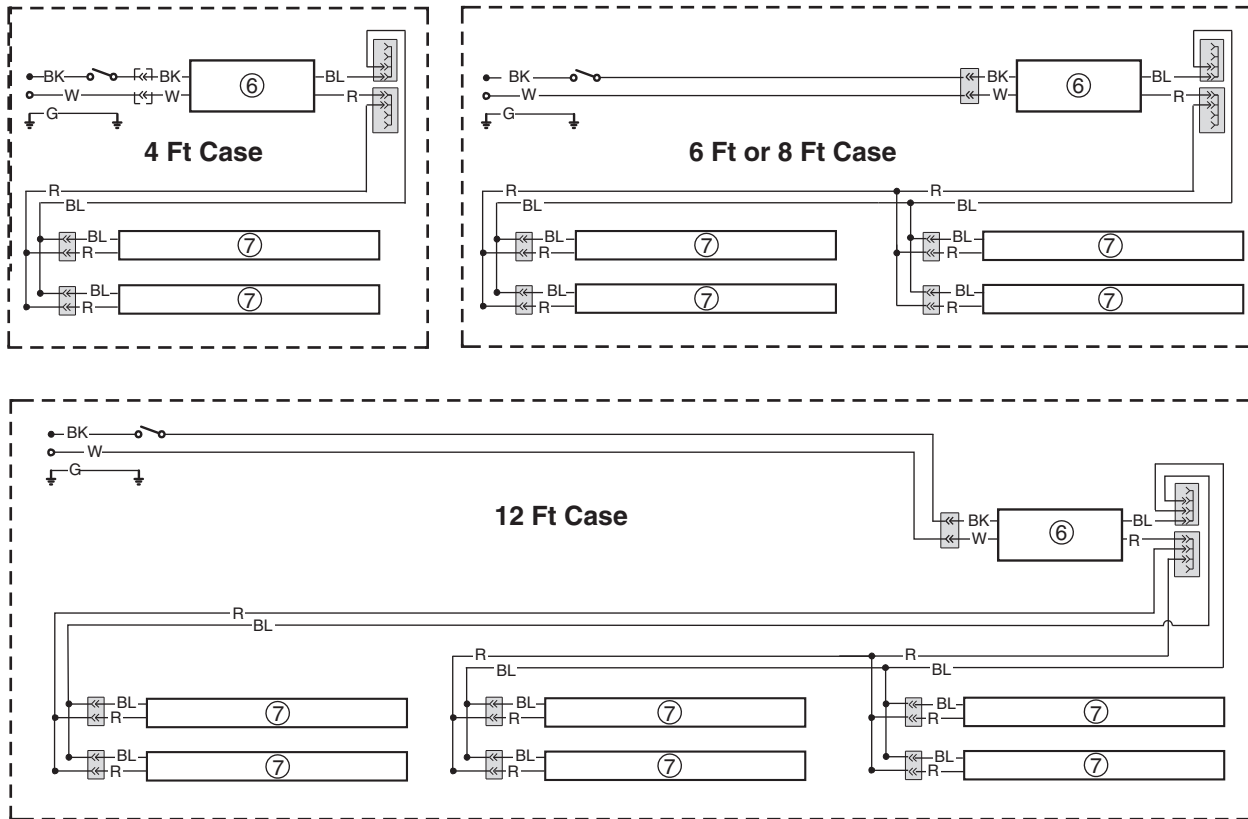 BK BK ⑥ BL
W W R
G
4 Ft Case
R
BL
BL ⑦
R
BL ⑦
R
BK BK ⑥ BL
W W R
G
6 Ft or 8 Ft Case
R R
BL BL
BL ⑦ BL ⑦
R R
BL ⑦ BL ⑦
R R
BK
W
G
12 Ft Case
BK ⑥ BL
W R
R
BL
R R
BL BL
BL ⑦ BL ⑦ BL ⑦
R R R
BL ⑦ BL ⑦ BL ⑦
R R R